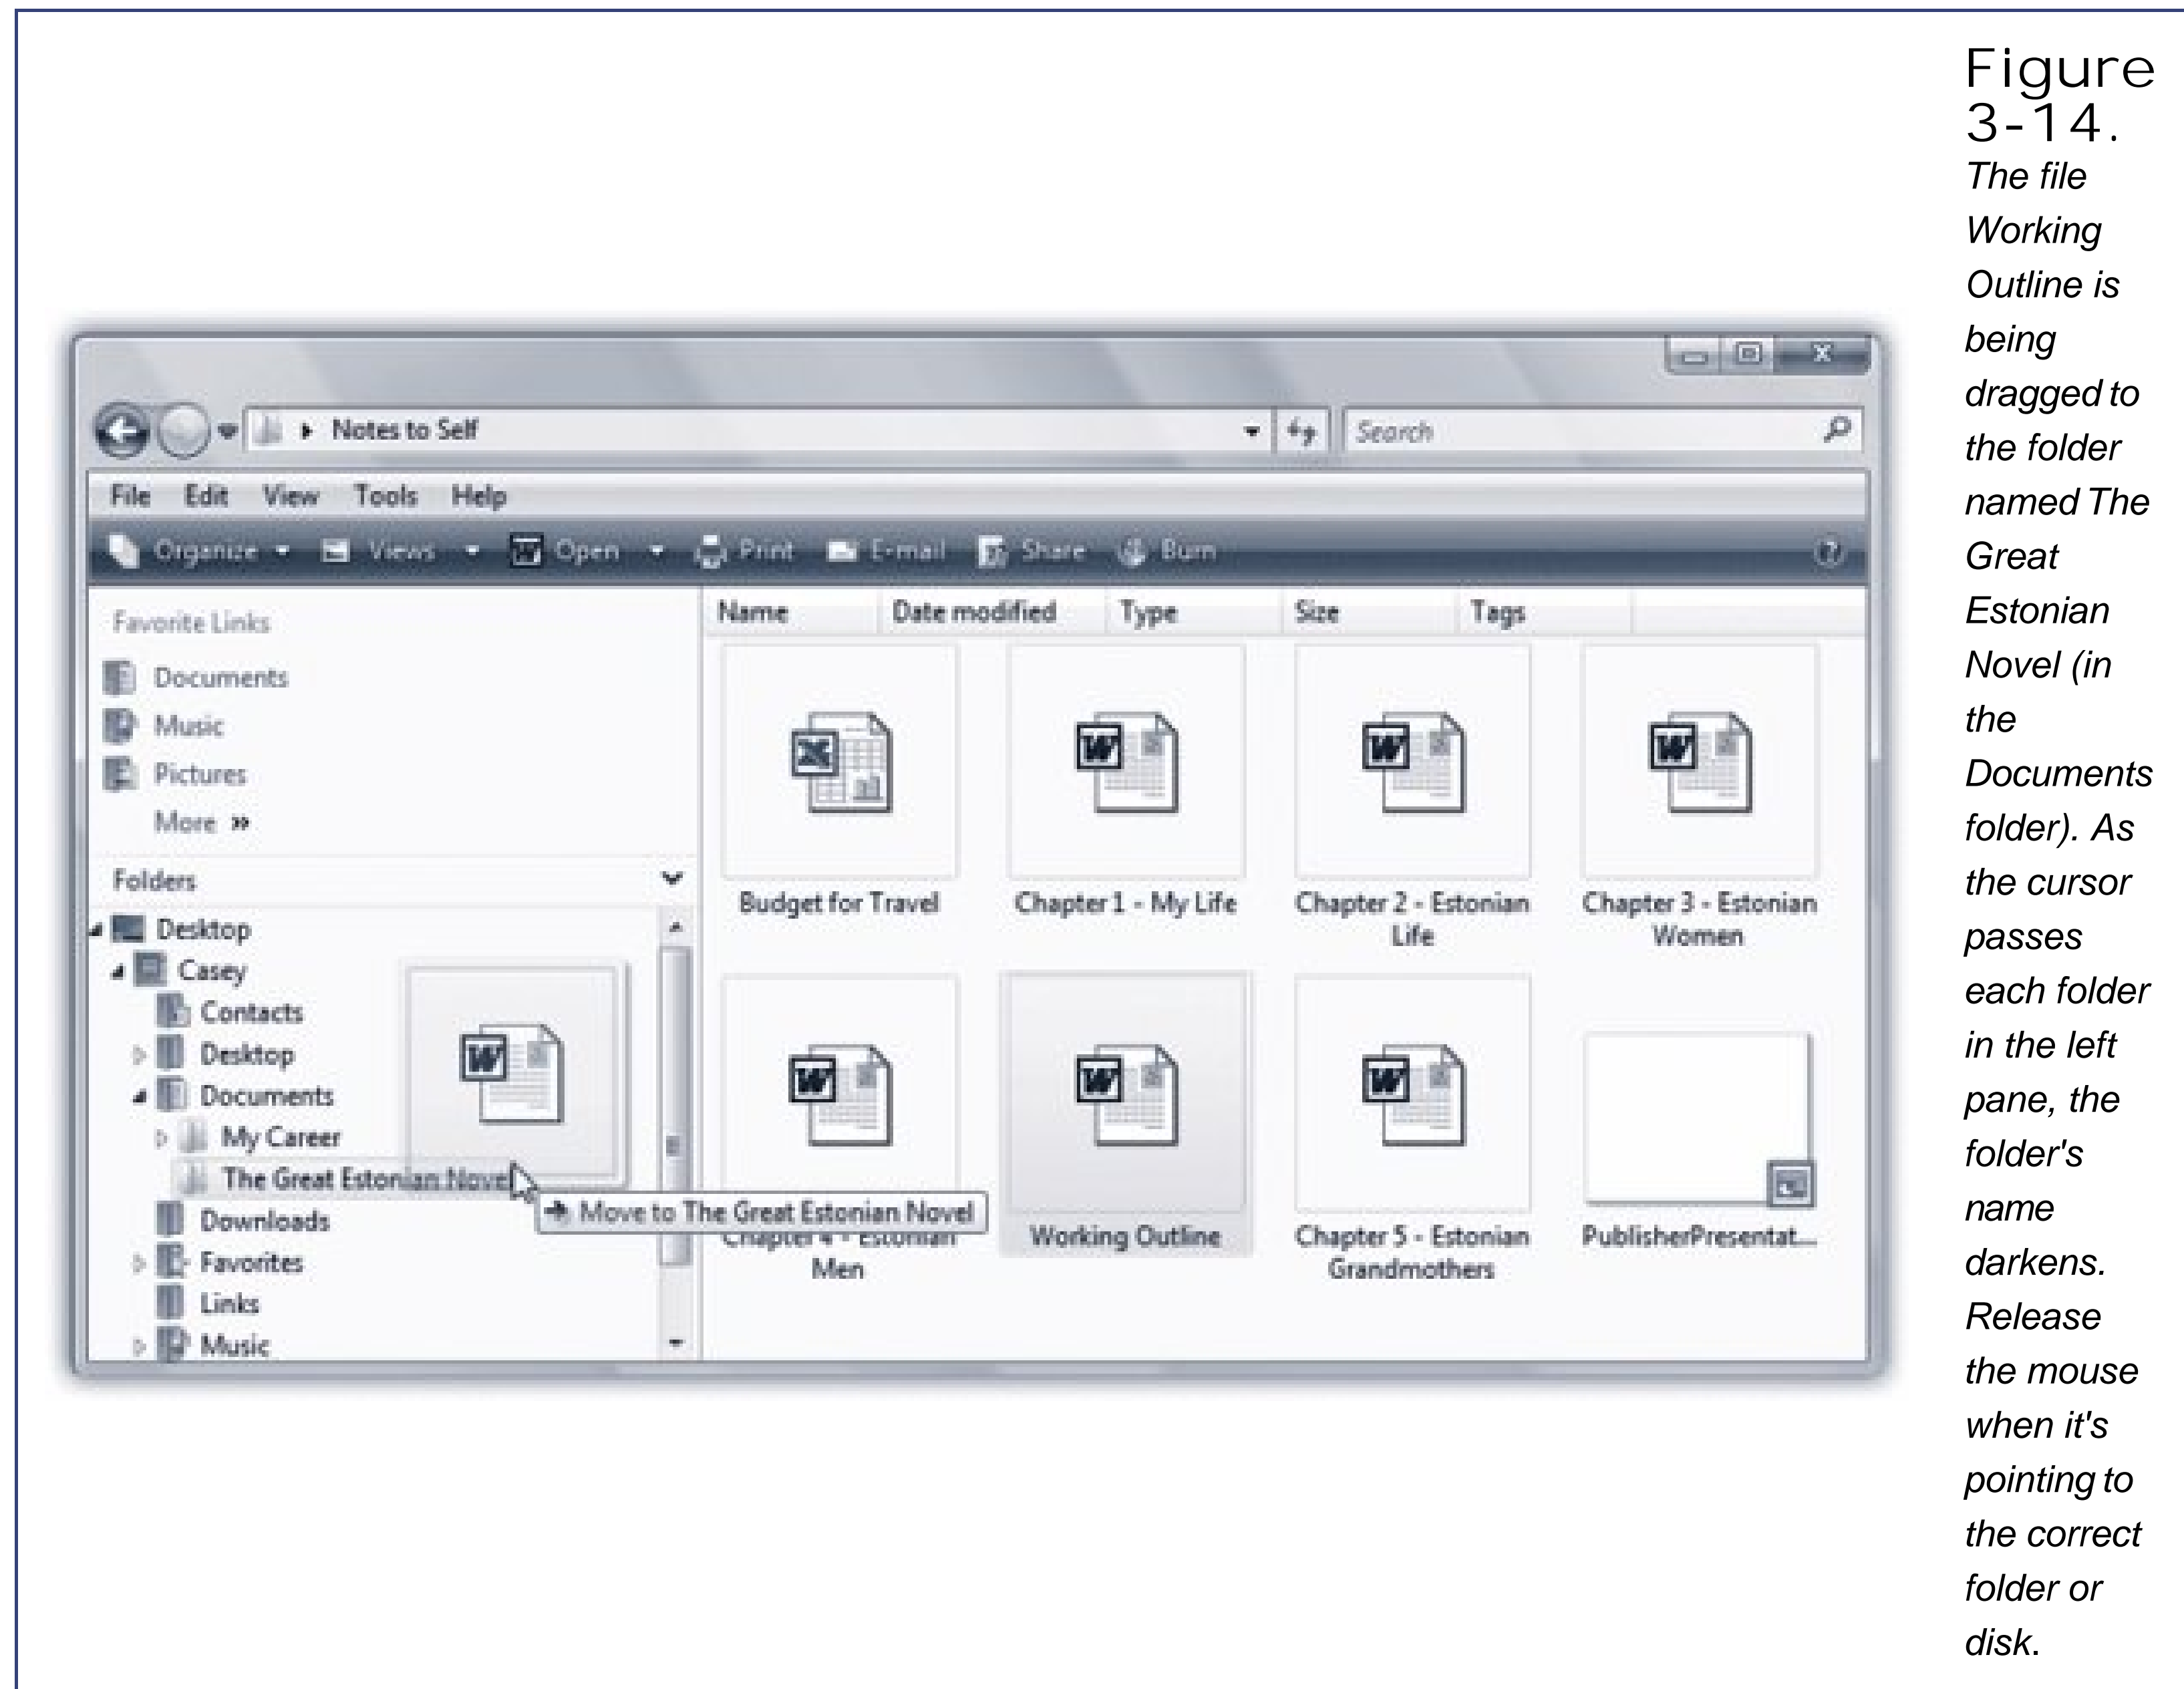 Notes to Self
Search
File Edit View Tools Help
Organize Views Open Print E-mail Share Burn
Favorite Links
Documents
Music
Pictures
More »
Folders
Desktop
Casey
Contacts
Desktop
Documents
My Career
The Great Estonian Novel
Downloads
Favorites
Links
Music
Move to The Great Estonian Novel
Name Date modified Type Size Tags
Budget for Travel
Chapter 1 - My Life
Chapter 2 - Estonian
Life
Chapter 3 - Estonian
Women
Chapter 4 - Estonian
Men
Working Outline
Chapter 5 - Estonian
Grandmothers
PublisherPresentat...
Figure
3-14.
The file
Working
Outline is
being
dragged to
the folder
named The
Great
Estonian
Novel (in
the
Documents
folder). As
the cursor
passes
each folder
in the left
pane, the
folder's
name
darkens.
Release
the mouse
when it's
pointing to
the correct
folder or
disk.